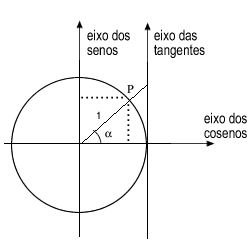 eixo dos
senos
eixo das
tangentes
P
1
α
eixo dos
cosenos